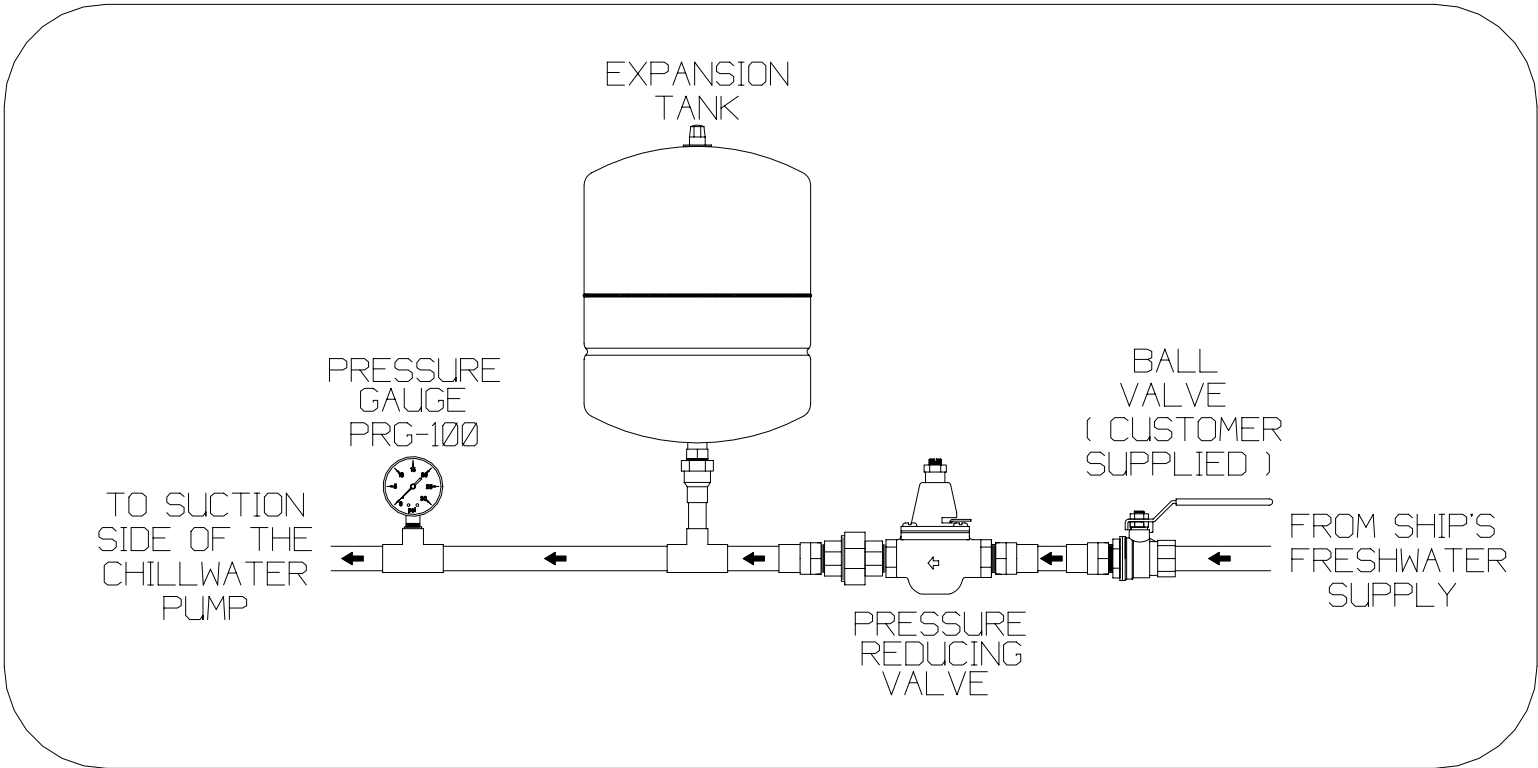 EXPANSION
TANK
PRESSURE
GAUGE
PRG-100
BALL
VALVE
( CUSTOMER
SUPPLIED )
TO SUCTION
SIDE OF THE
CHILLWATER
PUMP
FROM SHIP'S
FRESHWATER
SUPPLY
PRESSURE
REDUCING
VALVE